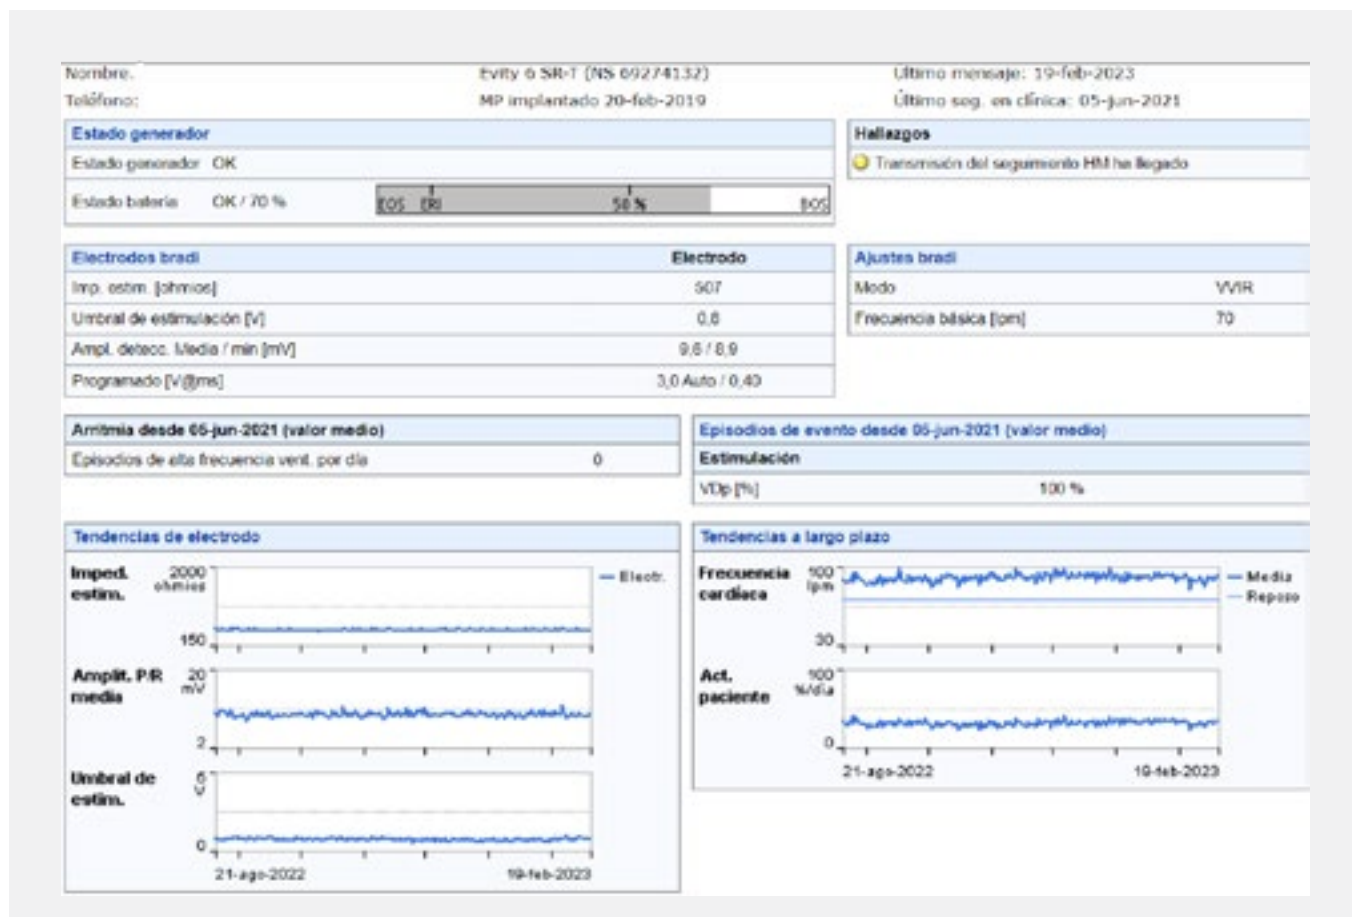 Nombre: Evity 6 SR-T (NS 69274132) Último mensaje: 19-feb-2023
Teléfono: MP implantado 20-feb-2019 Último seg. en clínica: 05-jun-2021
Estado generador Hallazgos
Estado generador OK Transmisión del seguimiento HM ha llegado
Estado batería OK / 70 % EOS ERI 50 % BOS
Electrodos bradi Electrodo Ajustes bradi
Imp. estim. [ohmios] 507 Modo VVIR
Umbral de estimulación [V] 0,8 Frecuencia básica [lpm] 70
Ampl. detecc. Media / min [mV] 9,6 / 8,9
Programado [V@ms] 3,0 Auto / 0,40
Arritmia desde 05-jun-2021 (valor medio) Episodios de evento desde 05-jun-2021 (valor medio)
Episodios de alta frecuencia vent. por día 0 Estimulación
VDp [%] 100 %
Tendencias de electrodo Tendencias a largo plazo
Imped. estim. 2000 ohmios 150 Electr. Frecuencia cardíaca 100 lpm 30 Media Reposo
Amplit. P/R media 20 mV 2 Act. paciente 100 %/día 0
21-ago-2022 19-feb-2023
Umbral de estim. 6 V 0
21-ago-2022 19-feb-2023